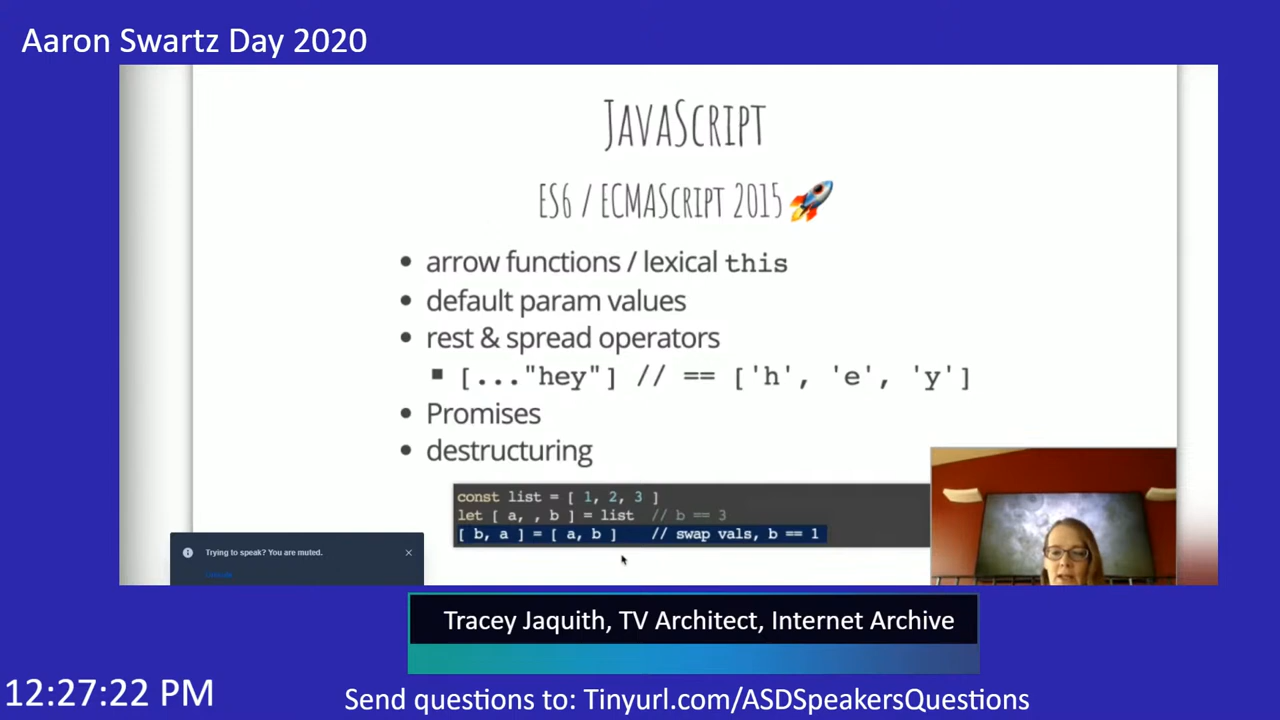 Aaron Swartz Day 2020
JavaScript
ES6 / ECMAScript 2015
arrow functions / lexical this
default param values
rest & spread operators
[..."hey"] // == ['h', 'e', 'y']
Promises
destructuring
const list = [ 1, 2, 3 ]
let [ a, , b ] = list // b == 3
[ b, a ] = [ a, b ] // swap vals, b == 1
Trying to speak? You are muted.
Tracey Jaquith, TV Architect, Internet Archive
12:27:22 PM
Send questions to: Tinyurl.com/ASDSpeakersQuestions